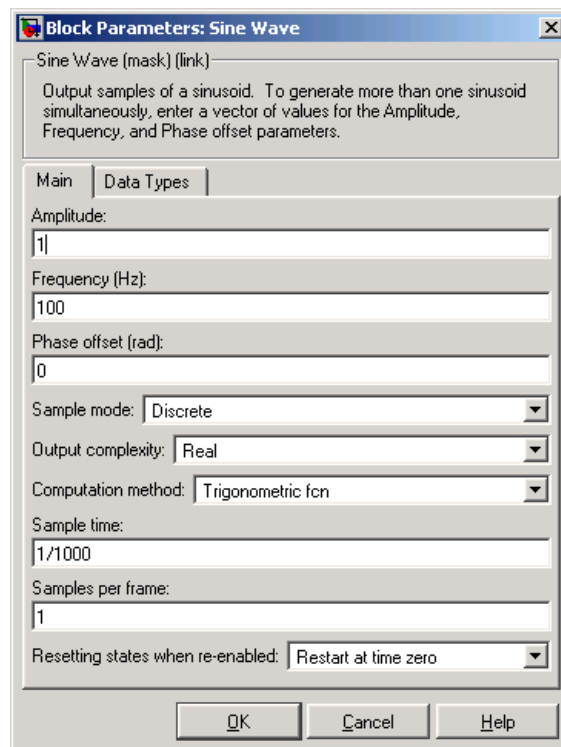 Block Parameters: Sine Wave
Sine Wave (mask) (link)
Output samples of a sinusoid. To generate more than one sinusoid
simultaneously, enter a vector of values for the Amplitude,
Frequency, and Phase offset parameters.
Main Data Types
Amplitude:
1
Frequency (Hz):
100
Phase offset (rad):
0
Sample mode: Discrete
Output complexity: Real
Computation method: Trigonometric fcn
Sample time:
1/1000
Samples per frame:
1
Resetting states when re-enabled: Restart at time zero
OK Cancel Help